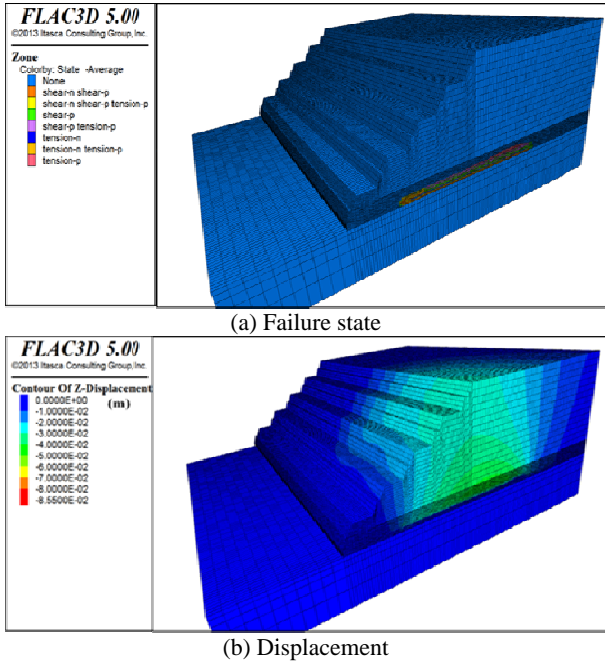 FLAC3D 5.00
©2013 Itasca Consulting Group, Inc.
Zone
Colorby: State -Average
None
shear-n shear-p
shear-n shear-p tension-p
shear-p
shear-p tension-p
tension-n
tension-n tension-p
tension-p
(a) Failure state
FLAC3D 5.00
©2013 Itasca Consulting Group, Inc.
Contour Of Z-Displacement
(m)
0.0000E+00
-1.0000E-02
-2.0000E-02
-3.0000E-02
-4.0000E-02
-5.0000E-02
-6.0000E-02
-7.0000E-02
-8.0000E-02
-8.5500E-02
(b) Displacement